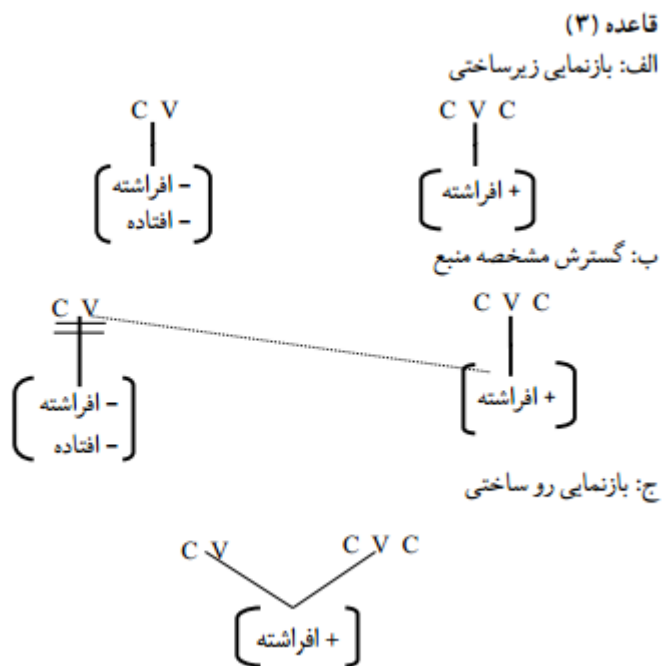 قاعده (۳)
الف: بازنمایی زیرساختی
C V C V C
+ افراشته
– افراشته
– افتاده
ب: گسترش مشخصه منبع
C V C V C
+ افراشته
– افراشته
– افتاده
ج: بازنمایی رو ساختی
C V C V C
+ افراشته